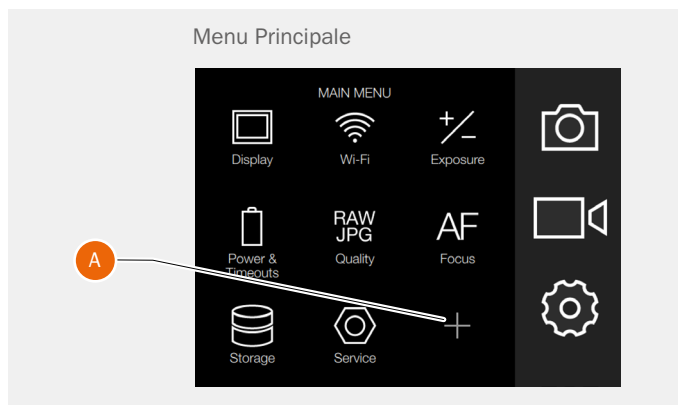 Menu Principale
MAIN MENU
Display
Wi-Fi
Exposure
RAW
JPG
AF
Power &
Timeouts
Quality
Focus
A
Storage
Service